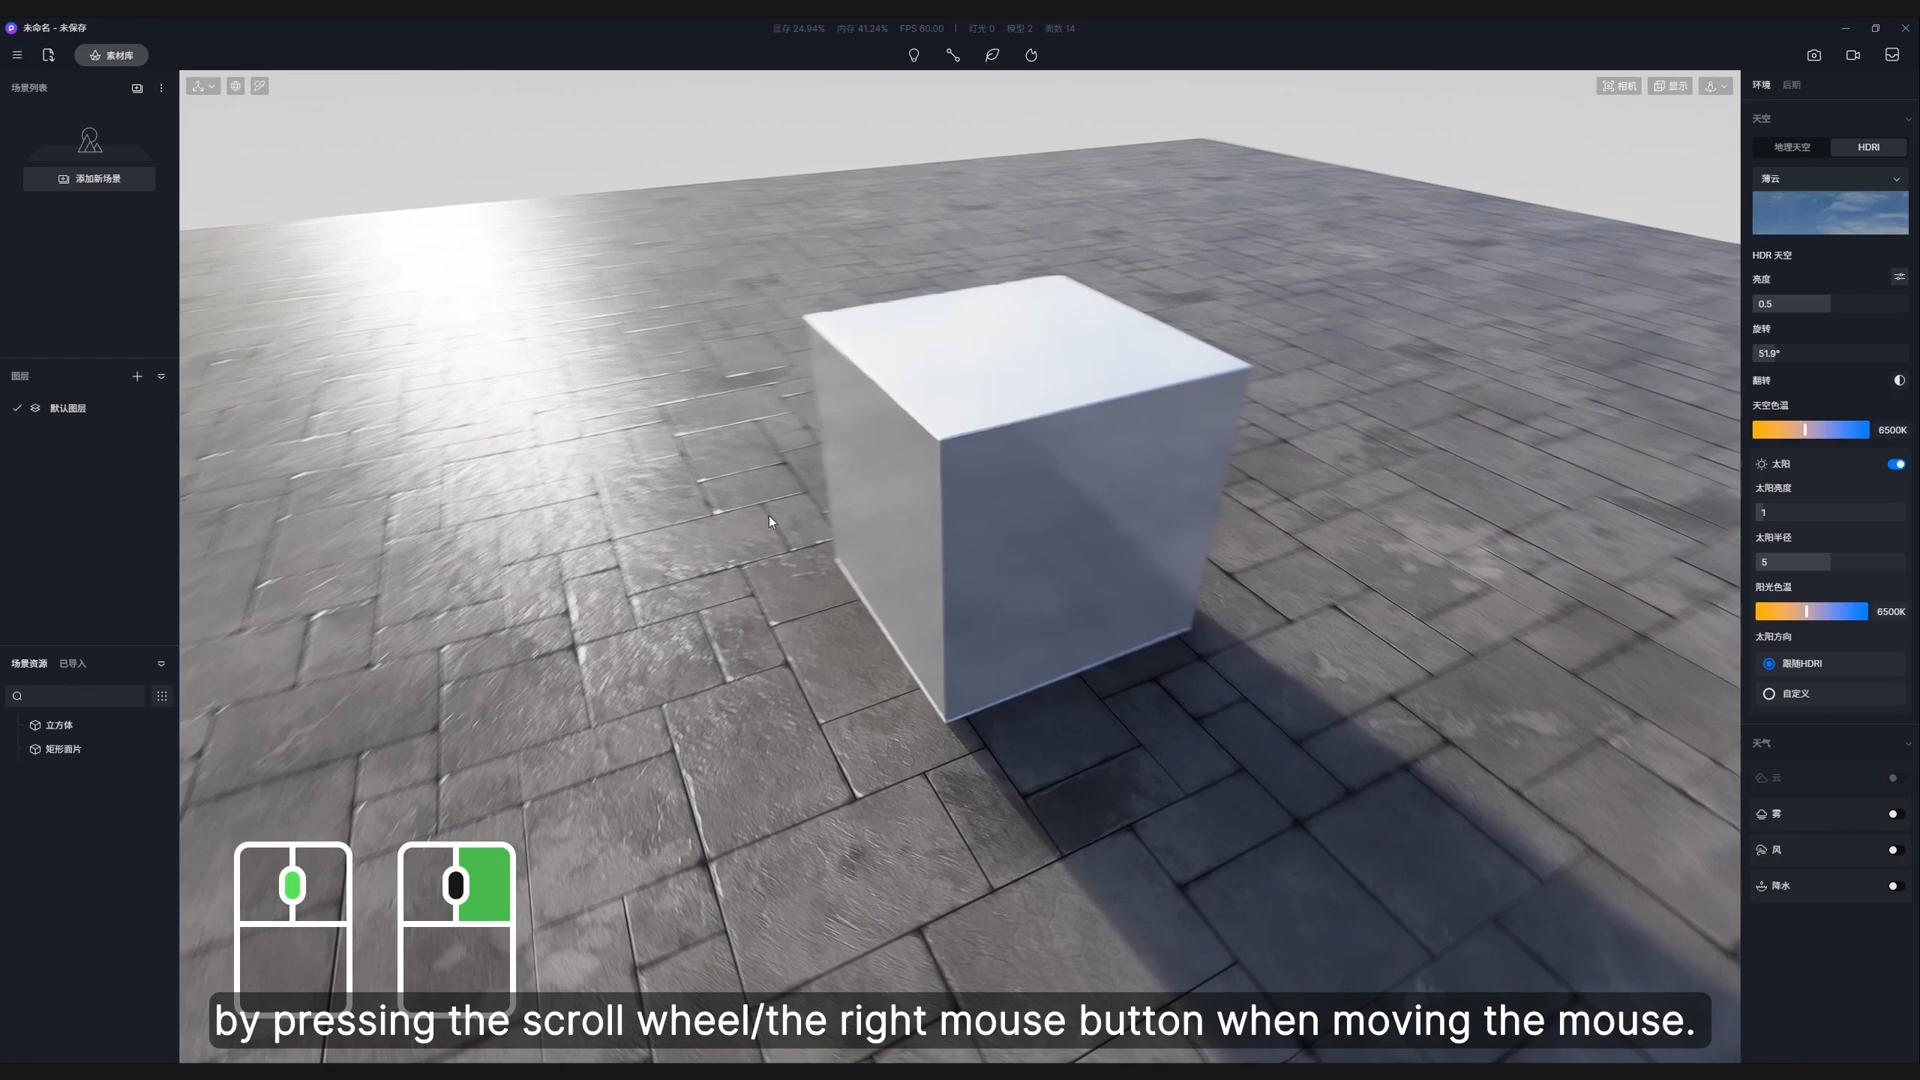 未命名 - 未保存
显存 24.94% 内存 41.24% FPS 60.00 | 灯光 0 模型 2 面数 14
素材库
场景列表
添加新场景
图层
默认图层
场景资源 已导入
立方体
矩形面片
相机 显示
环境 后期
天空
地理天空 HDRI
薄云
HDR 天空
亮度
0.5
旋转
51.9°
翻转
天空色温
6500K
太阳
太阳亮度
1
太阳半径
5
阳光色温
6500K
太阳方向
跟随HDRI
自定义
天气
云
雾
风
降水
by pressing the scroll wheel/the right mouse button when moving the mouse.